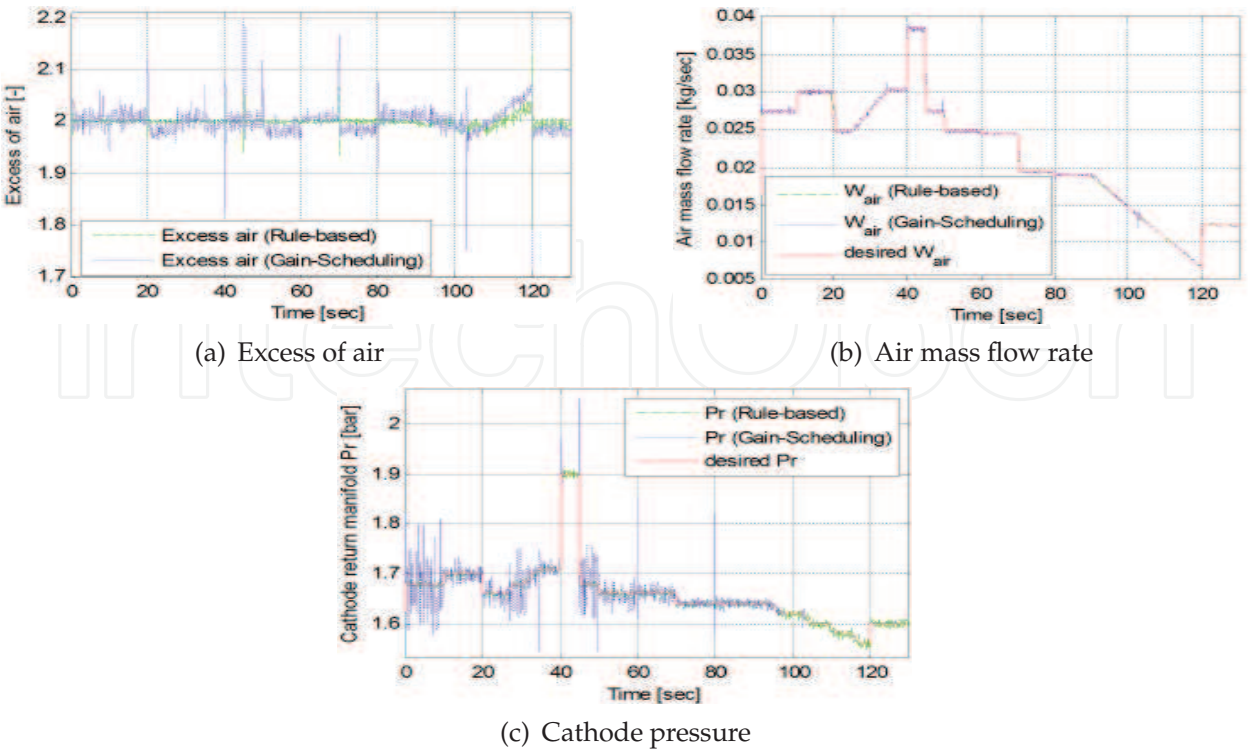 2.2
2.1
2
1.9
1.8
1.7
Excess of air [-]
Excess air (Rule-based)
Excess air (Gain-Scheduling)
0 20 40 60 80 100 120
Time [sec]
(a) Excess of air
0.04
0.035
0.03
0.025
0.02
0.015
0.01
0.005
Air mass flow rate [kg/sec]
W_air (Rule-based)
W_air (Gain-Scheduling)
desired W_air
0 20 40 60 80 100 120
Time [sec]
(b) Air mass flow rate
IntechOpen
2
1.9
1.8
1.7
1.6
Cathode return manifold Pr [bar]
Pr (Rule-based)
Pr (Gain-Scheduling)
desired Pr
0 20 40 60 80 100 120
Time [sec]
(c) Cathode pressure